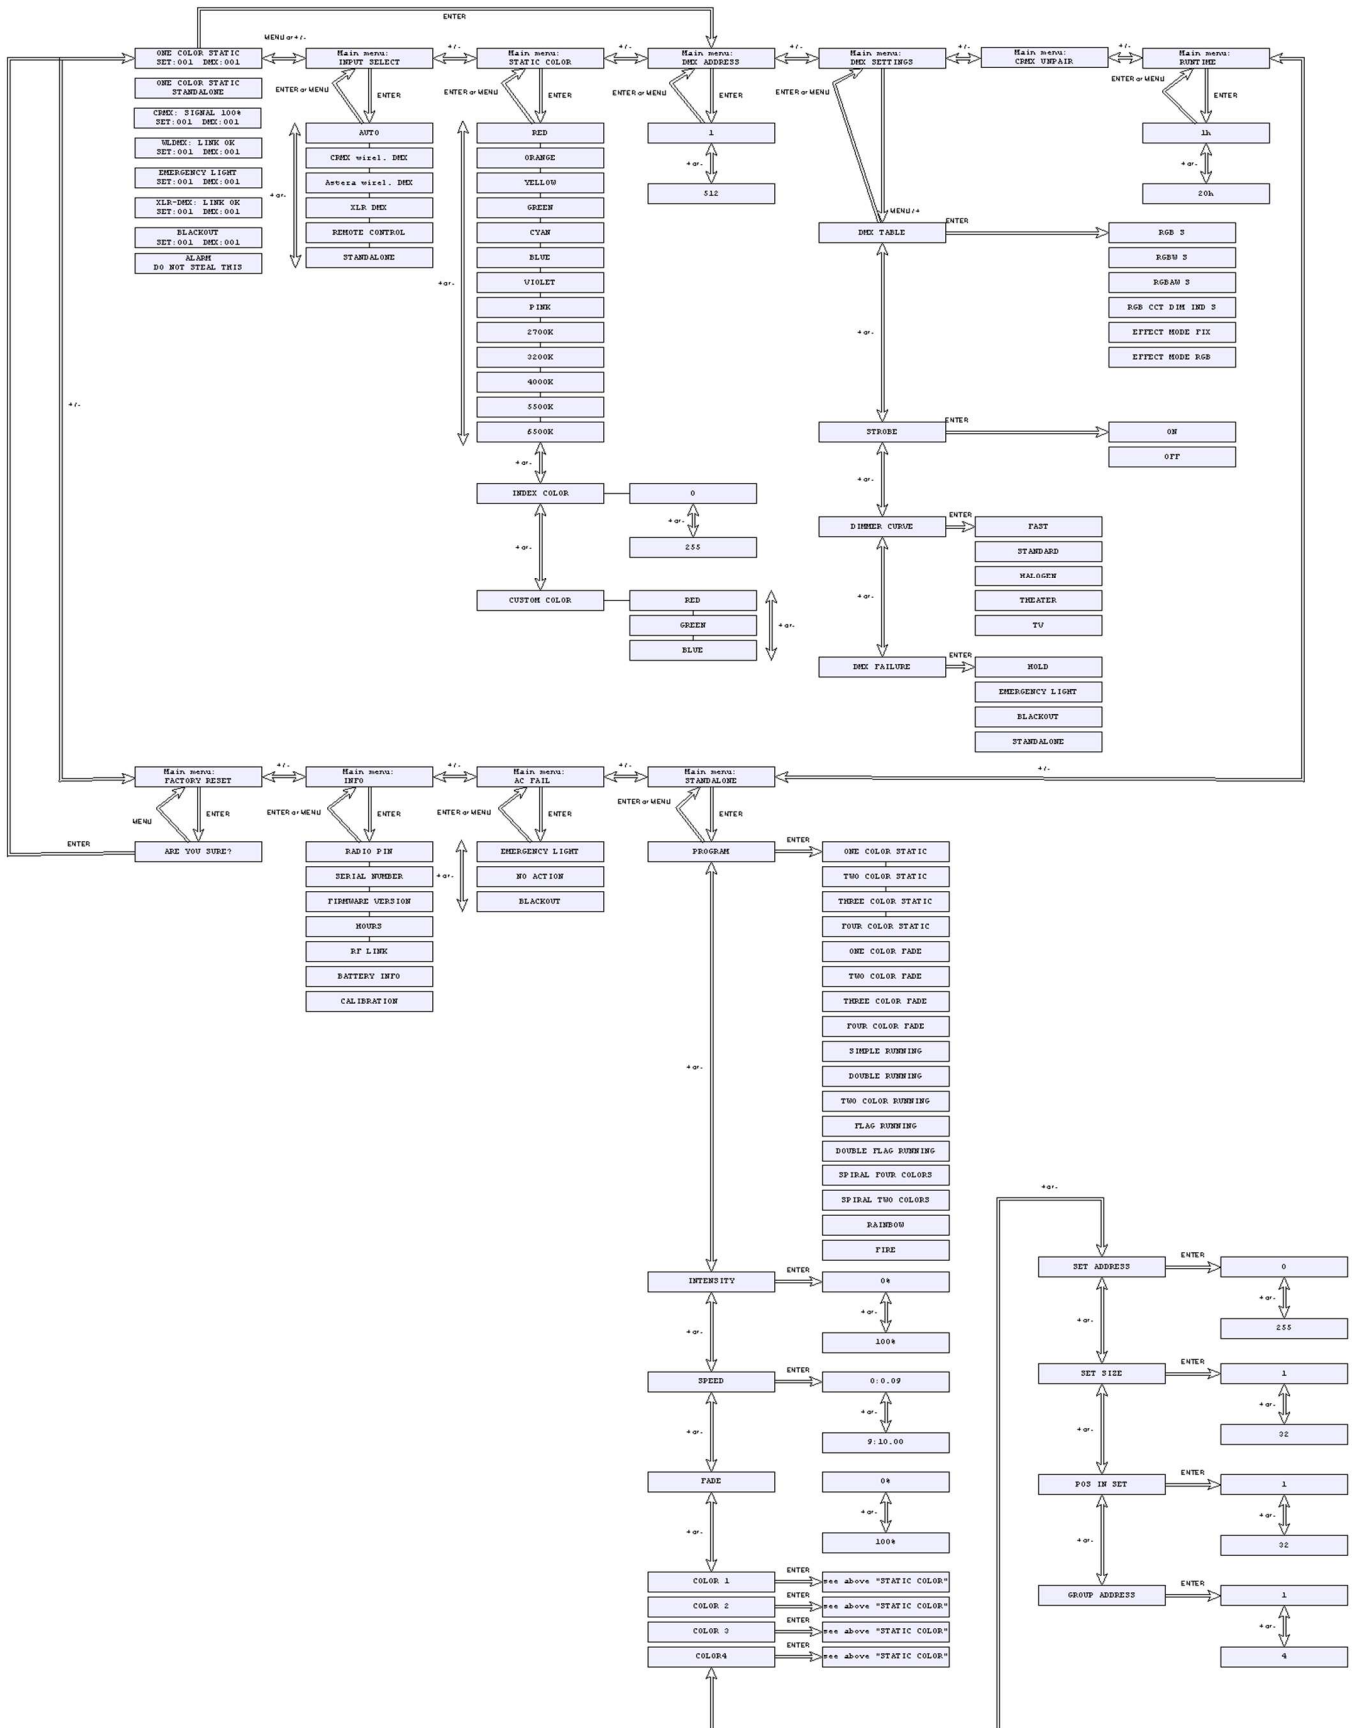 ENTER
MENU or +/-
+/-
+/-
+/-
+/-
+/-
ONE COLOR STATIC
SET:001 DMX:001
Main menu:
INPUT SELECT
Main menu:
STATIC COLOR
Main menu:
DMX ADDRESS
Main menu:
DMX SETTINGS
Main menu:
CRMX UNPAIR
Main menu:
RUNTIME
ONE COLOR STATIC
STANDALONE
CRMX: SIGNAL 100%
SET:001 DMX:001
WLDMX: LINK OK
SET:001 DMX:001
EMERGENCY LIGHT
SET:001 DMX:001
XLR-DMX: LINK OK
SET:001 DMX:001
BLACKOUT
SET:001 DMX:001
ALARM
DO NOT STEAL THIS
ENTER or MENU
ENTER
+ or -
AUTO
CRMX wirel. DMX
Astera wirel. DMX
XLR DMX
REMOTE CONTROL
STANDALONE
ENTER or MENU
ENTER
+ or -
RED
ORANGE
YELLOW
GREEN
CYAN
BLUE
VIOLET
PINK
2700K
3200K
4000K
5500K
6500K
+ or -
INDEX COLOR
0
+ or -
255
+ or -
CUSTOM COLOR
RED
GREEN
BLUE
+ or -
ENTER or MENU
ENTER
1
+ or -
512
ENTER or MENU
ENTER
MENU / +
DMX TABLE
ENTER
RGB S
RGBW S
RGBAW S
RGB CCT DIM IND S
EFFECT MODE FIX
EFFECT MODE RGB
+ or -
STROBE
ENTER
ON
OFF
+ or -
DIMMER CURVE
ENTER
FAST
STANDARD
HALOGEN
THEATER
TV
+ or -
DMX FAILURE
ENTER
HOLD
EMERGENCY LIGHT
BLACKOUT
STANDALONE
ENTER or MENU
ENTER
1h
+ or -
20h
+/-
+/-
+/-
+/-
+/-
Main menu:
FACTORY RESET
Main menu:
INFO
Main menu:
AC FAIL
Main menu:
STANDALONE
MENU
ENTER
ENTER
ARE YOU SURE?
ENTER or MENU
ENTER
RADIO PIN
SERIAL NUMBER
FIRMWARE VERSION
HOURS
RF LINK
BATTERY INFO
CALIBRATION
ENTER or MENU
ENTER
+ or -
EMERGENCY LIGHT
NO ACTION
BLACKOUT
ENTER or MENU
ENTER
PROGRAM
ENTER
ONE COLOR STATIC
TWO COLOR STATIC
THREE COLOR STATIC
FOUR COLOR STATIC
ONE COLOR FADE
TWO COLOR FADE
THREE COLOR FADE
FOUR COLOR FADE
SIMPLE RUNNING
DOUBLE RUNNING
TWO COLOR RUNNING
FLAG RUNNING
DOUBLE FLAG RUNNING
SPIRAL FOUR COLORS
SPIRAL TWO COLORS
RAINBOW
FIRE
+ or -
INTENSITY
ENTER
0%
+ or -
100%
+ or -
SPEED
ENTER
0:0.09
+ or -
9:10.00
+ or -
FADE
0%
+ or -
100%
+ or -
COLOR 1
ENTER
see above "STATIC COLOR"
COLOR 2
ENTER
see above "STATIC COLOR"
COLOR 3
ENTER
see above "STATIC COLOR"
COLOR4
ENTER
see above "STATIC COLOR"
+ or -
SET ADDRESS
ENTER
0
+ or -
255
+ or -
SET SIZE
ENTER
1
+ or -
32
+ or -
POS IN SET
ENTER
1
+ or -
32
+ or -
GROUP ADDRESS
ENTER
1
+ or -
4